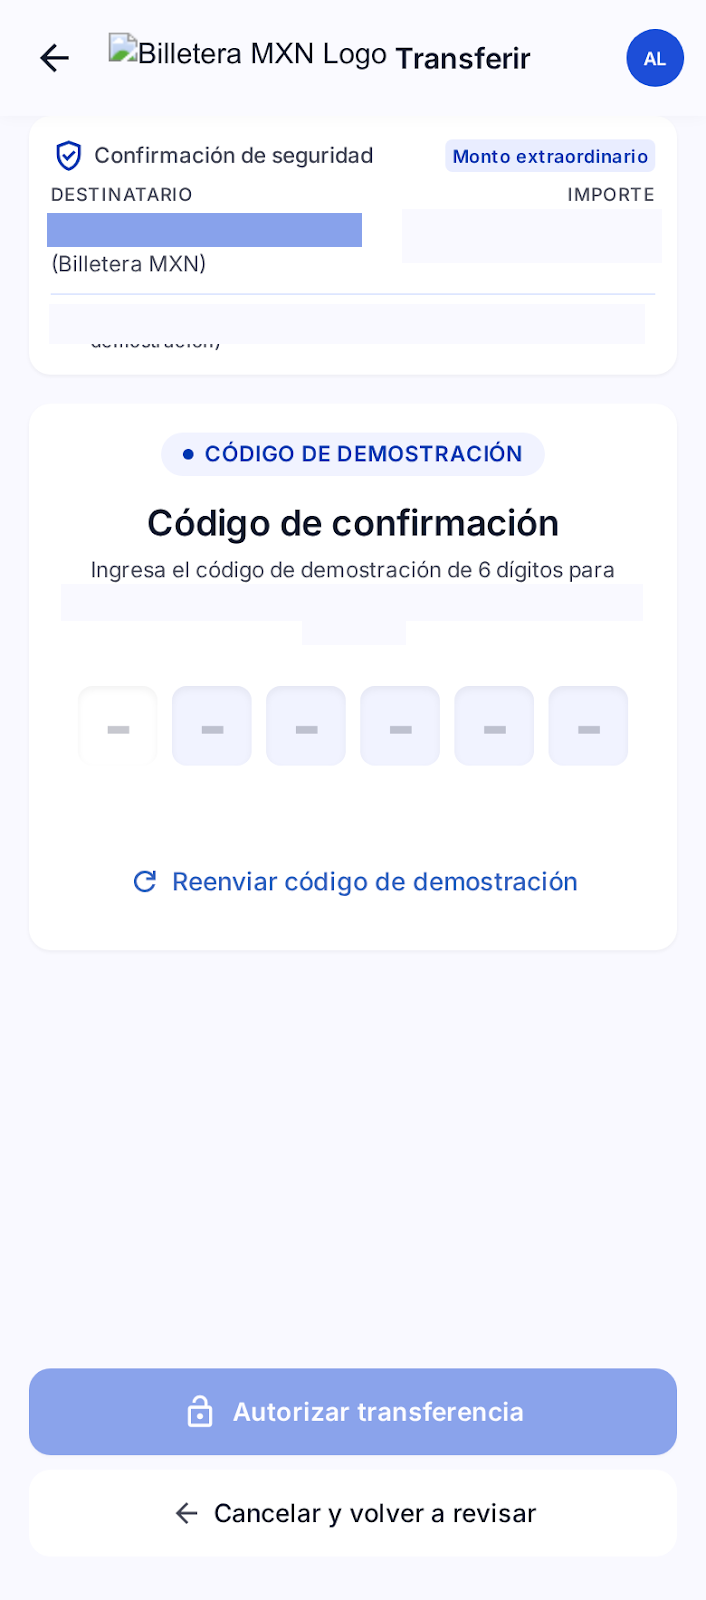 Billetera MXN Logo Transferir
AL
Confirmación de seguridad
Monto extraordinario
DESTINATARIO
IMPORTE
(Billetera MXN)
demostración)
CÓDIGO DE DEMOSTRACIÓN
Código de confirmación
Ingresa el código de demostración de 6 dígitos para
Reenviar código de demostración
Autorizar transferencia
Cancelar y volver a revisar